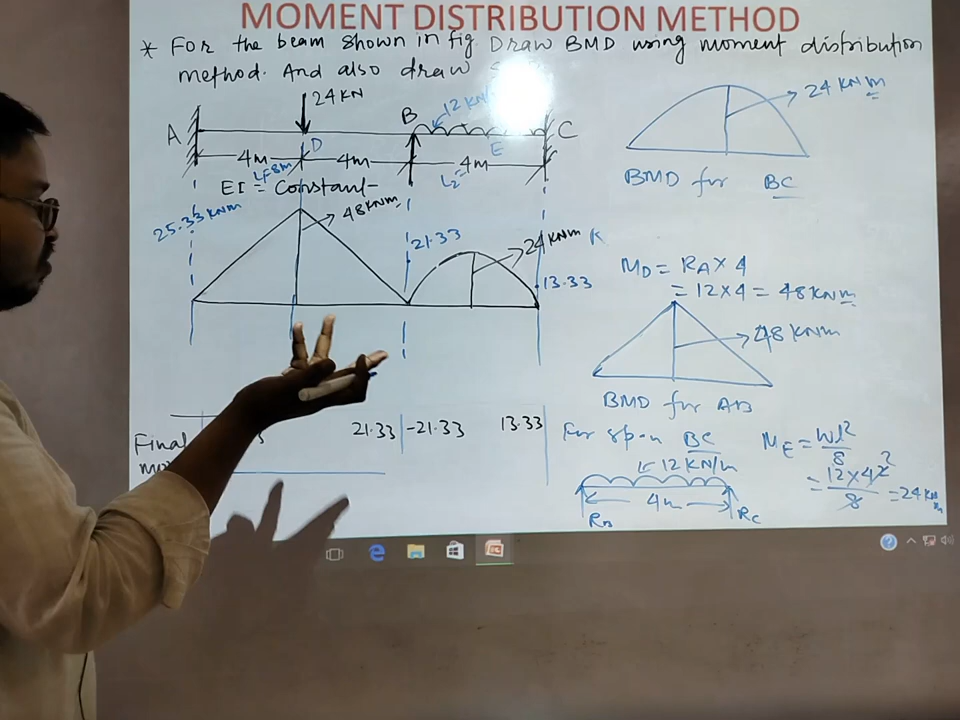 MOMENT DISTRIBUTION METHOD
* For the beam shown in fig. Draw BMD using moment distribution
method. And also draw
24 KN
12 KN/
A
B
C
D
E
4m
4m
4m
L=8m
L2=
EI = Constant
25.33 KNm
48 KNm
21.33
24 KNm
13.33
24 KNm
BMD for BC
MD = RA × 4
= 12×4 = 48 KNm
48 KNm
BMD for AB
Final
21.33
-21.33
13.33
For span BC
12 KN/m
4m
RB
RC
ME = Wl²/8
= 12×4²/8 = 24 KNm